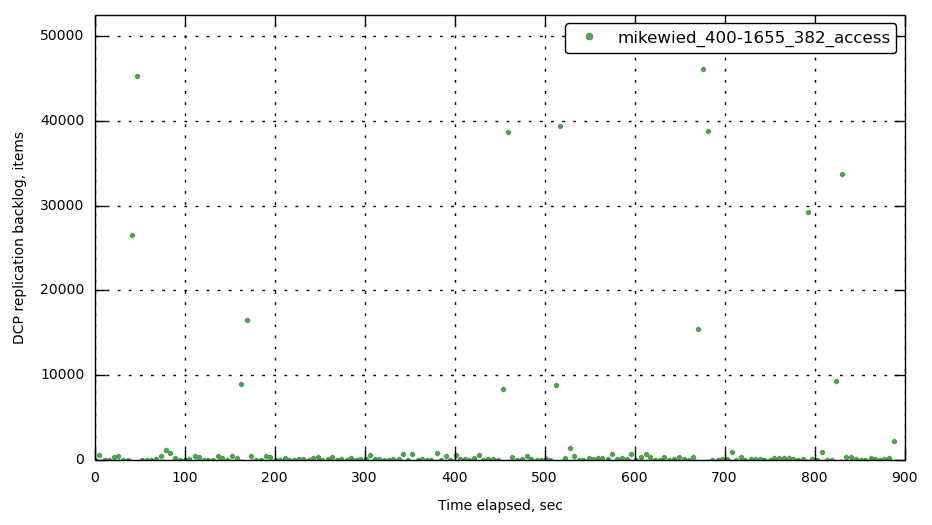 mikewied_400-1655_382_access
50000
40000
30000
20000
10000
0
DCP replication backlog, items
0 100 200 300 400 500 600 700 800 900
Time elapsed, sec